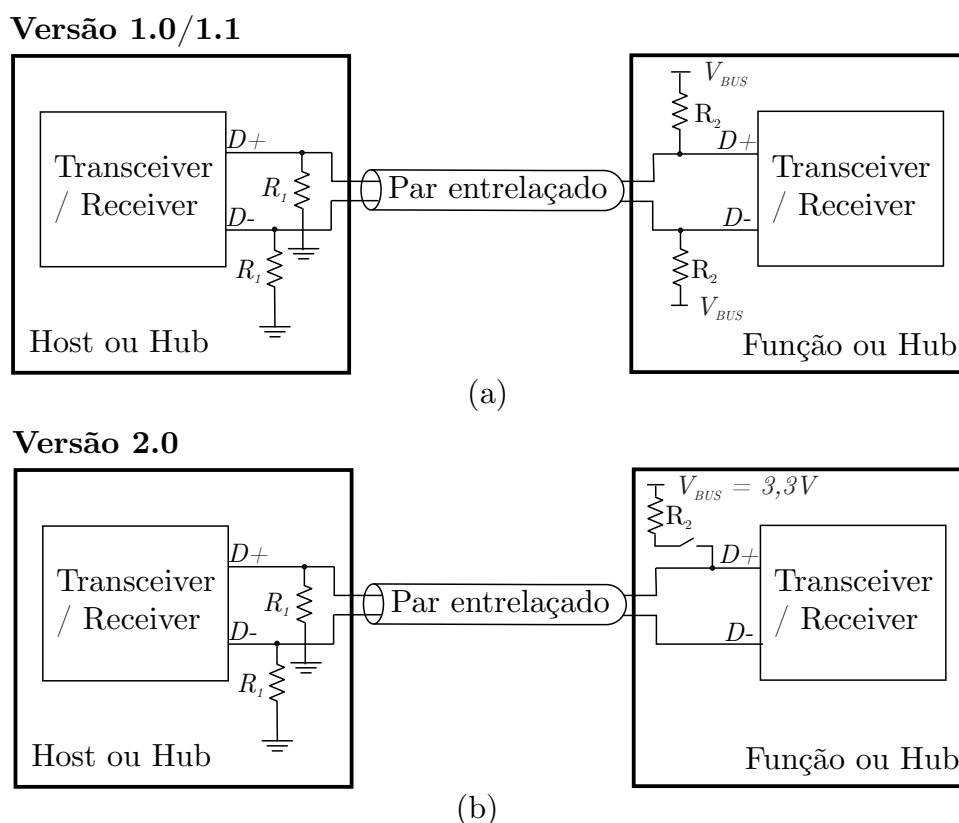 Versão 1.0/1.1
V_BUS
R_2
D+
D+
Transceiver
/ Receiver
R_1
Par entrelaçado
Transceiver
/ Receiver
D-
D-
R_1
R_2
V_BUS
Host ou Hub
Função ou Hub
(a)
Versão 2.0
V_BUS = 3,3V
R_2
D+
D+
Transceiver
/ Receiver
R_1
Par entrelaçado
Transceiver
/ Receiver
D-
D-
R_1
Host ou Hub
Função ou Hub
(b)